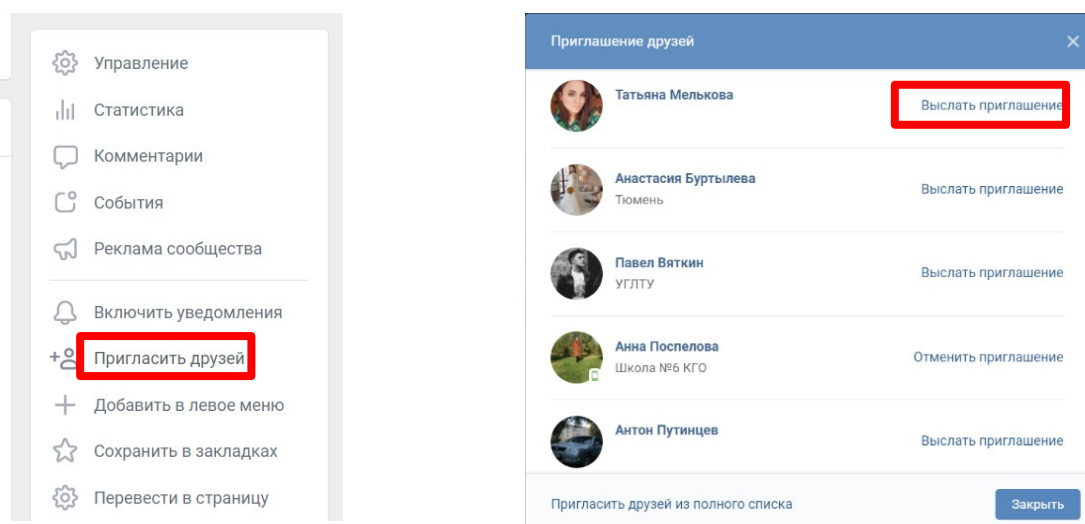 Управление
Статистика
Комментарии
События
Реклама сообщества
Включить уведомления
Пригласить друзей
Добавить в левое меню
Сохранить в закладках
Перевести в страницу
Приглашение друзей
Татьяна Мелькова
Выслать приглашение
Анастасия Буртылева
Тюмень
Выслать приглашение
Павел Вяткин
УГЛТУ
Выслать приглашение
Анна Поспелова
Школа №6 КГО
Отменить приглашение
Антон Путинцев
Выслать приглашение
Пригласить друзей из полного списка
Закрыть